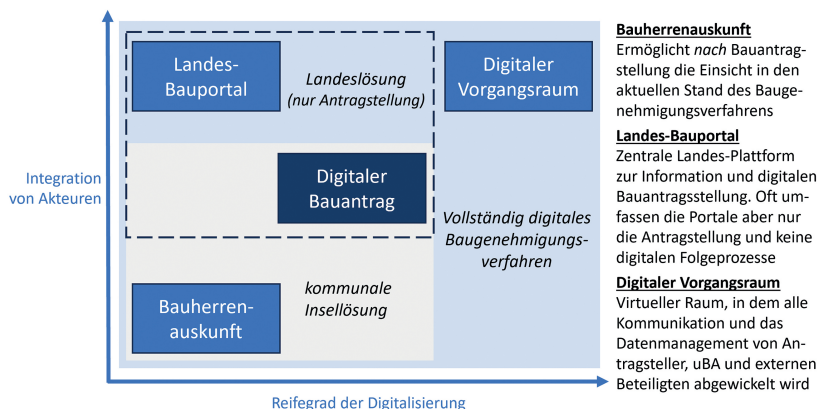 Landes-
Bauportal
Landeslösung
(nur Antragstellung)
Digitaler
Vorgangsraum
Integration
von Akteuren
Digitaler
Bauantrag
Vollständig digitales
Baugenehmigungs-
verfahren
Bauherren-
auskunft
kommunale
Insellösung
Reifegrad der Digitalisierung
Bauherrenauskunft
Ermöglicht nach Bauantrag-
stellung die Einsicht in den
aktuellen Stand des Bauge-
nehmigungsverfahrens
Landes-Bauportal
Zentrale Landes-Plattform
zur Information und digitalen
Bauantragsstellung. Oft um-
fassen die Portale aber nur
die Antragstellung und keine
digitalen Folgeprozesse
Digitaler Vorgangsraum
Virtueller Raum, in dem alle
Kommunikation und das
Datenmanagement von An-
tragsteller, uBA und externen
Beteiligten abgewickelt wird